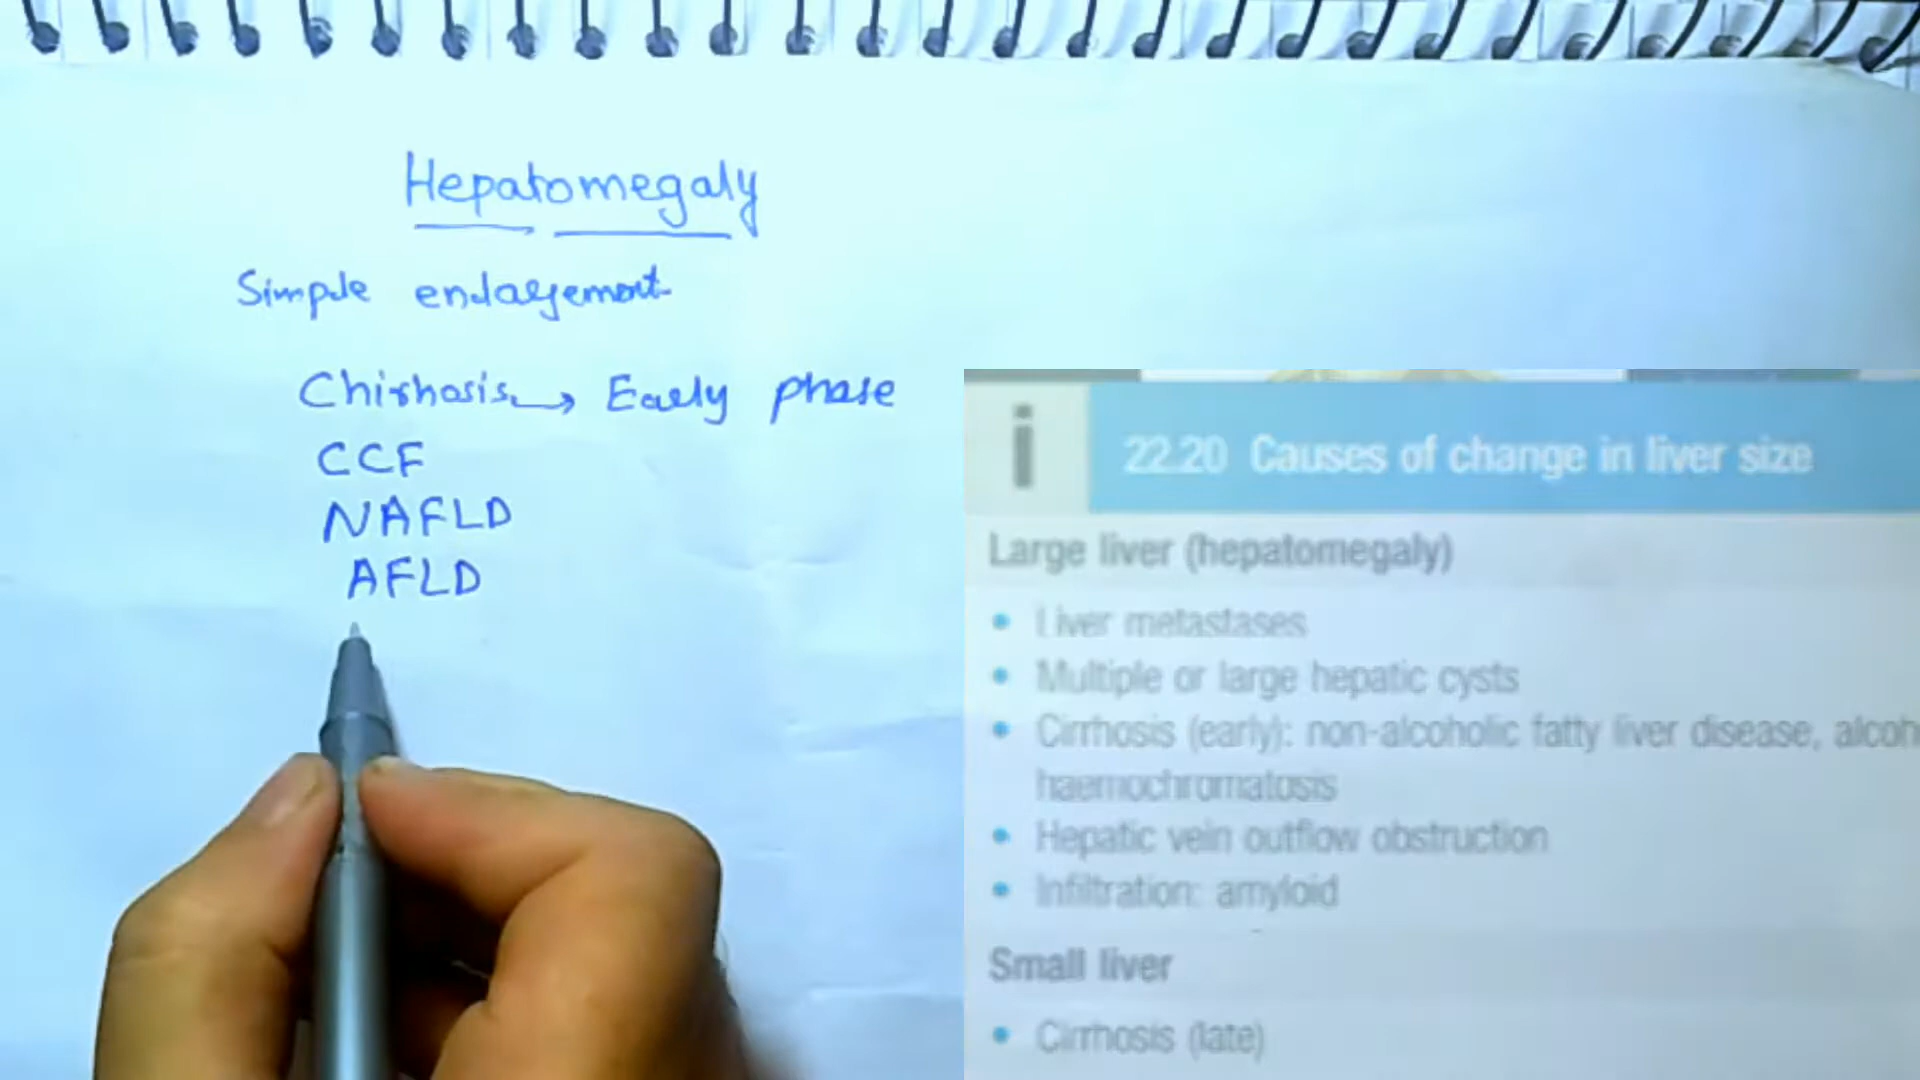 Hepatomegaly
Simple enlargement
Chirhosis → Early phase
CCF
NAFLD
AFLD
i
22.20 Causes of change in liver size
Large liver (hepatomegaly)
• Liver metastases
• Multiple or large hepatic cysts
• Cirrhosis (early): non-alcoholic fatty liver disease, alcoh
haemochromatosis
• Hepatic vein outflow obstruction
• Infiltration: amyloid
Small liver
• Cirrhosis (late)